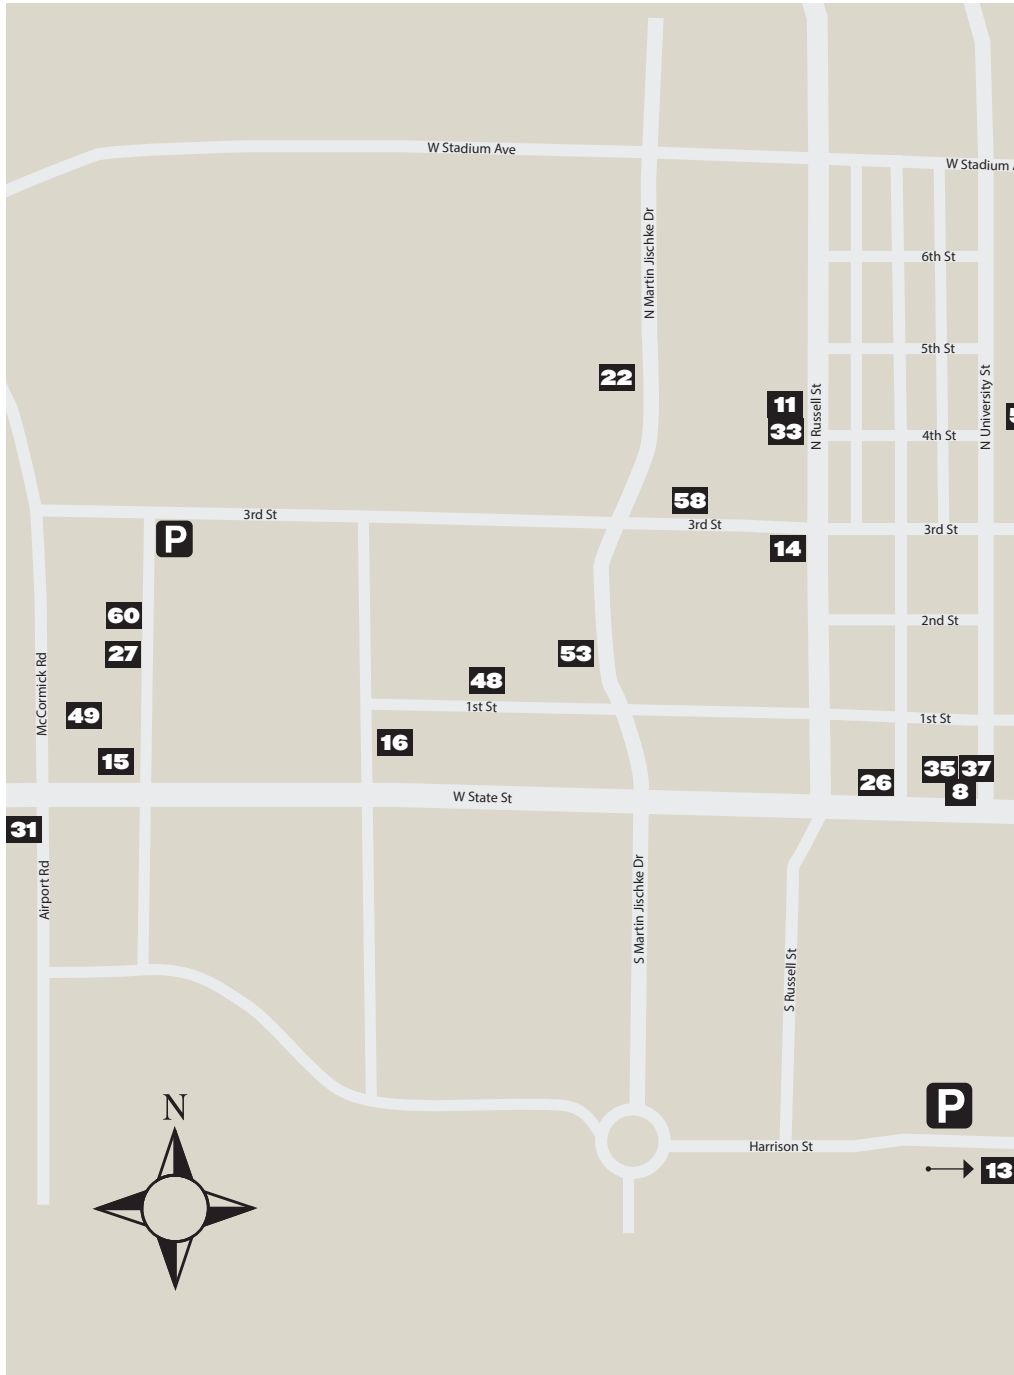 W Stadium Ave
W Stadium
N Martin Jischke Dr
6th St
5th St
22
N University St
11
N Russell St
33
4th St
58
3rd St
3rd St
3rd St
14
P
60
2nd St
27
53
McCormick Rd
48
49
1st St
1st St
16
15
35
37
26
8
W State St
31
Airport Rd
S Martin Jischke Dr
S Russell St
N
P
Harrison St
13